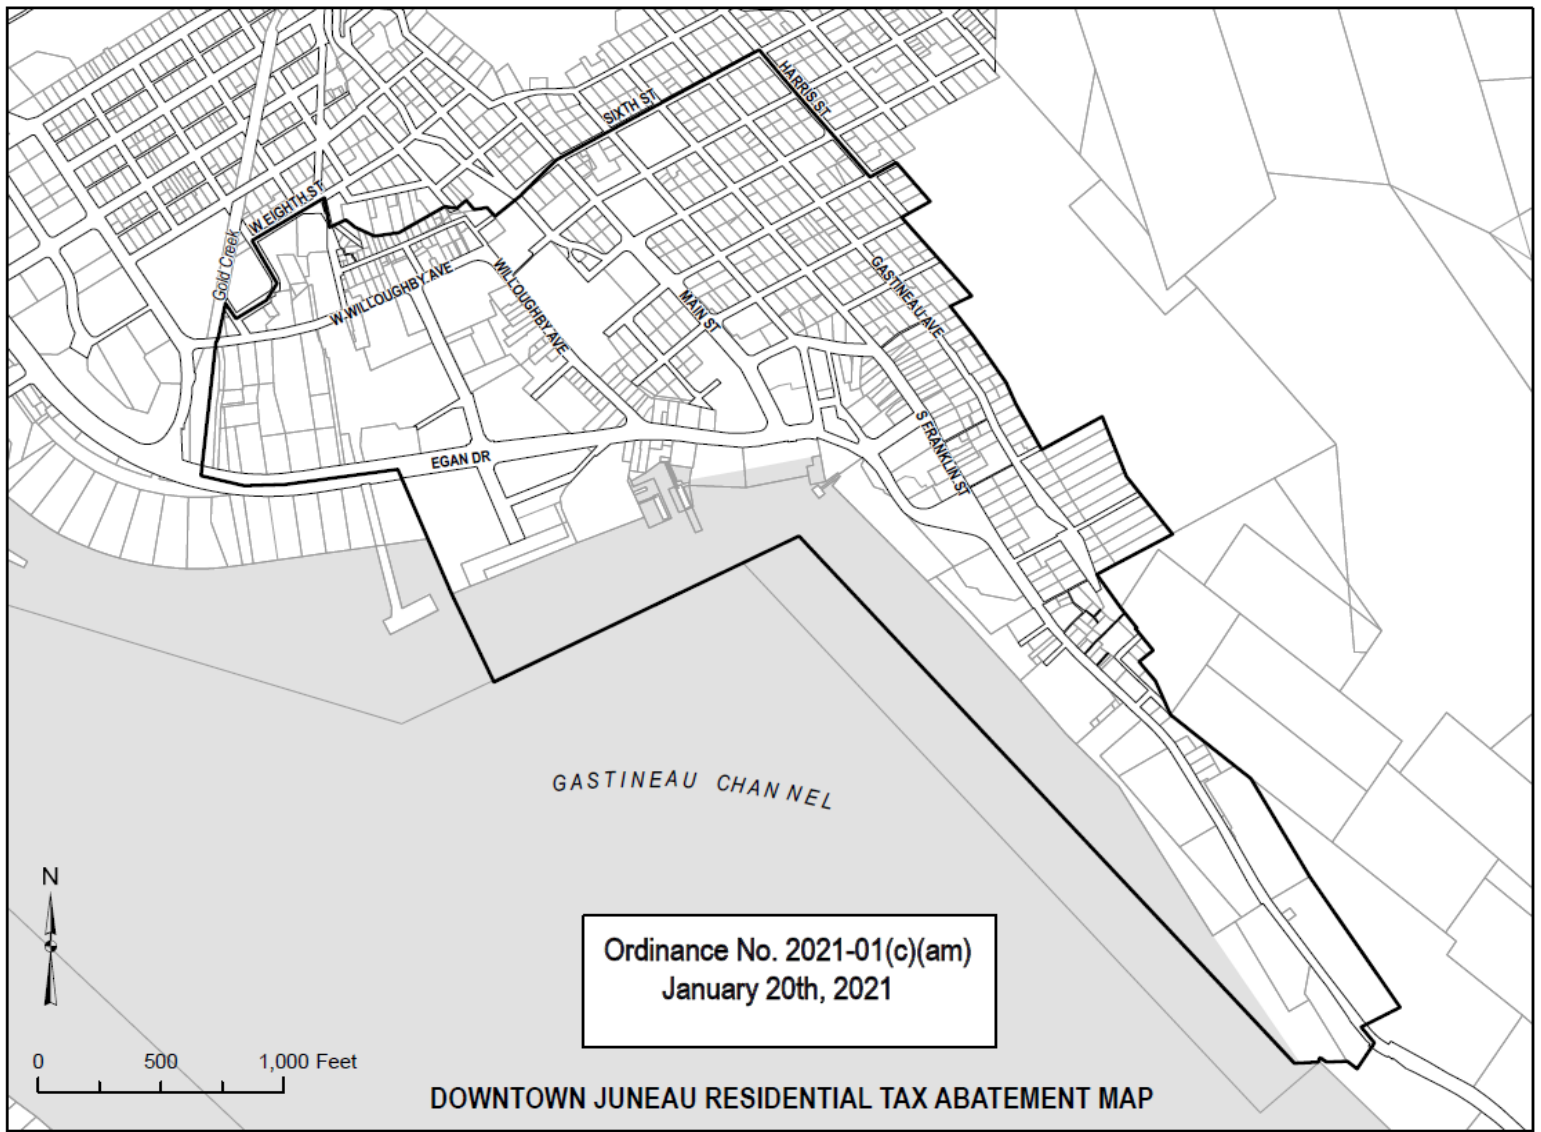 HARRIS ST
SIXTH ST
W.EIGHTH ST
Gold Creek
W.WILLOUGHBY AVE
WILLOUGHBY AVE
MAIN ST
GASTINEAU AVE
S FRANKLIN ST
EGAN DR
GASTINEAU CHANNEL
N
0 500 1,000 Feet
Ordinance No. 2021-01(c)(am)
January 20th, 2021
DOWNTOWN JUNEAU RESIDENTIAL TAX ABATEMENT MAP